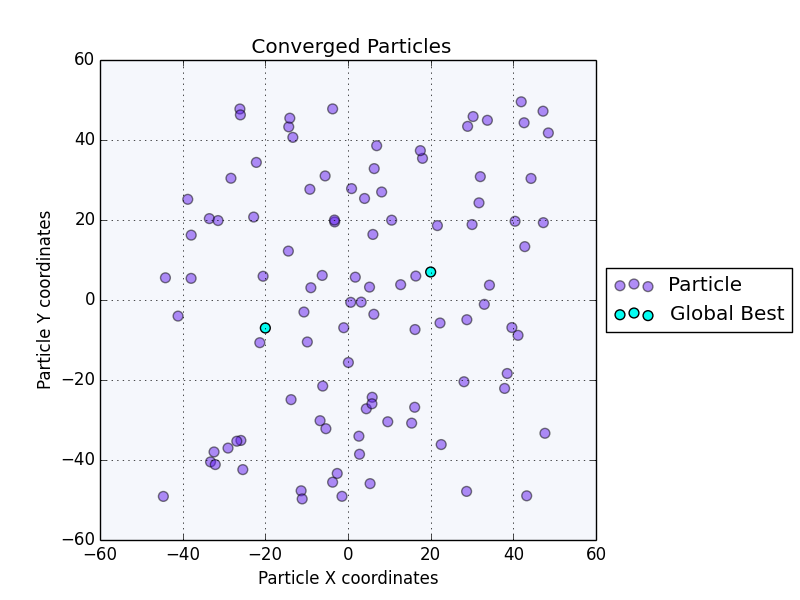 Converged Particles
60
40
20
0
−20
−40
−60
Particle Y coordinates
−60 −40 −20 0 20 40 60
Particle X coordinates
Particle
Global Best